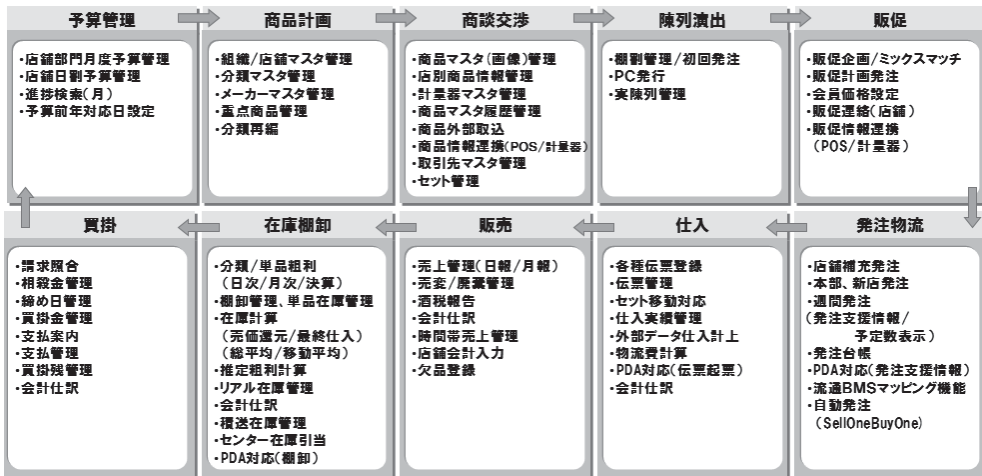 予算管理
・店舗部門月度予算管理
・店舗日割予算管理
・進捗検索(月)
・予算前年対応日設定
商品計画
・組織/店舗マスタ管理
・分類マスタ管理
・メーカーマスタ管理
・重点商品管理
・分類再編
商談交渉
・商品マスタ(画像)管理
・店別商品情報管理
・計量器マスタ管理
・商品マスタ履歴管理
・商品外部取込
・商品情報連携(POS/計量器)
・取引先マスタ管理
・セット管理
陳列演出
・棚割管理/初回発注
・PC発行
・実陳列管理
販促
・販促企画/ミックスマッチ
・販促計画発注
・会員価格設定
・販促連絡(店舗)
・販促情報連携
(POS/計量器)
買掛
・請求照合
・相殺金管理
・締め日管理
・買掛金管理
・支払案内
・支払管理
・買掛残管理
・会計仕訳
在庫棚卸
・分類/単品粗利
(日次/月次/決算)
・棚卸管理、単品在庫管理
・在庫計算
(売価還元/最終仕入)
(総平均/移動平均)
・推定粗利計算
・リアル在庫管理
・会計仕訳
・積送在庫管理
・センター在庫引当
・PDA対応(棚卸)
販売
・売上管理(日報/月報)
・売変/廃棄管理
・酒税報告
・会計仕訳
・時間帯売上管理
・店舗会計入力
・欠品登録
仕入
・各種伝票登録
・伝票管理
・セット移動対応
・仕入実績管理
・外部データ仕入計上
・物流費計算
・PDA対応(伝票起票)
・会計仕訳
発注物流
・店舗補充発注
・本部、新店発注
・週間発注
(発注支援情報/
予定数表示)
・発注台帳
・PDA対応(発注支援情報)
・流通BMSマッピング機能
・自動発注
(SellOneBuyOne)